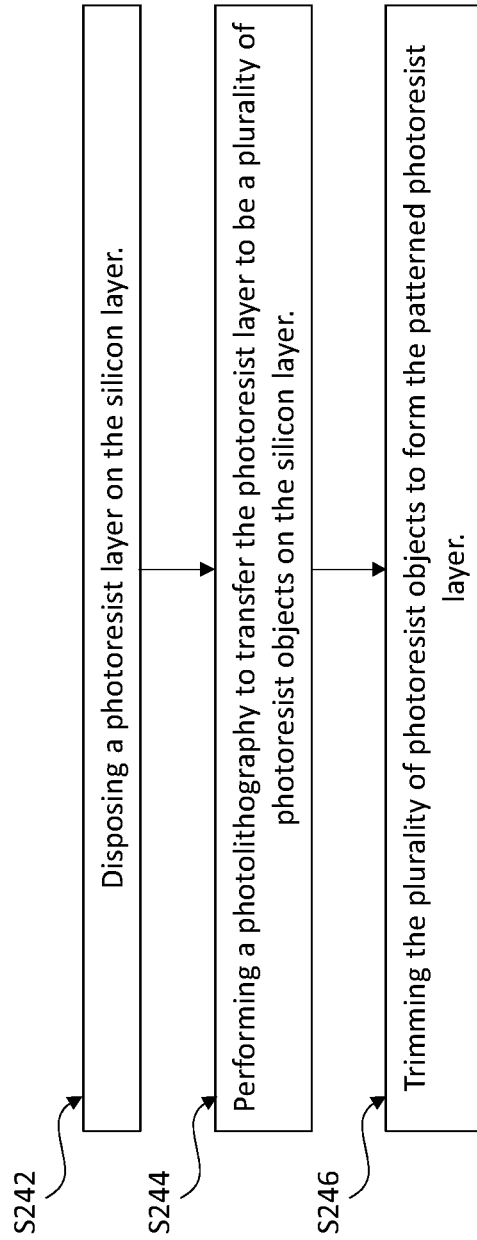 S242
Disposing a photoresist layer on the silicon layer.
S244
Performing a photolithography to transfer the photoresist layer to be a plurality of
photoresist objects on the silicon layer.
S246
Trimming the plurality of photoresist objects to form the patterned photoresist
layer.